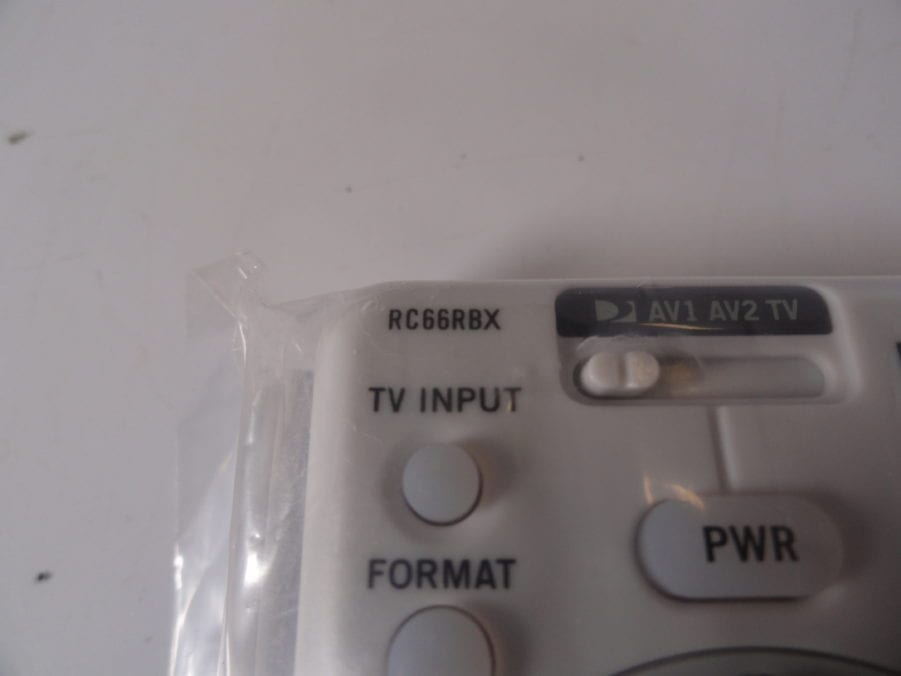 RC66RBX
AV1 AV2 TV
TV INPUT
PWR
FORMAT